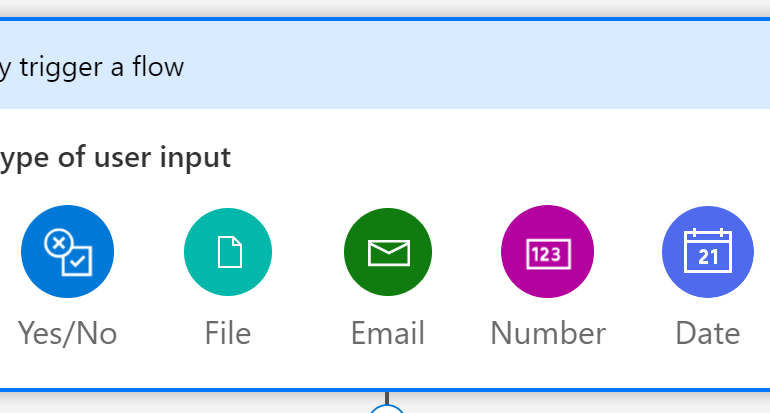 y trigger a flow
ype of user input
123
21
Yes/No
File
Email
Number
Date